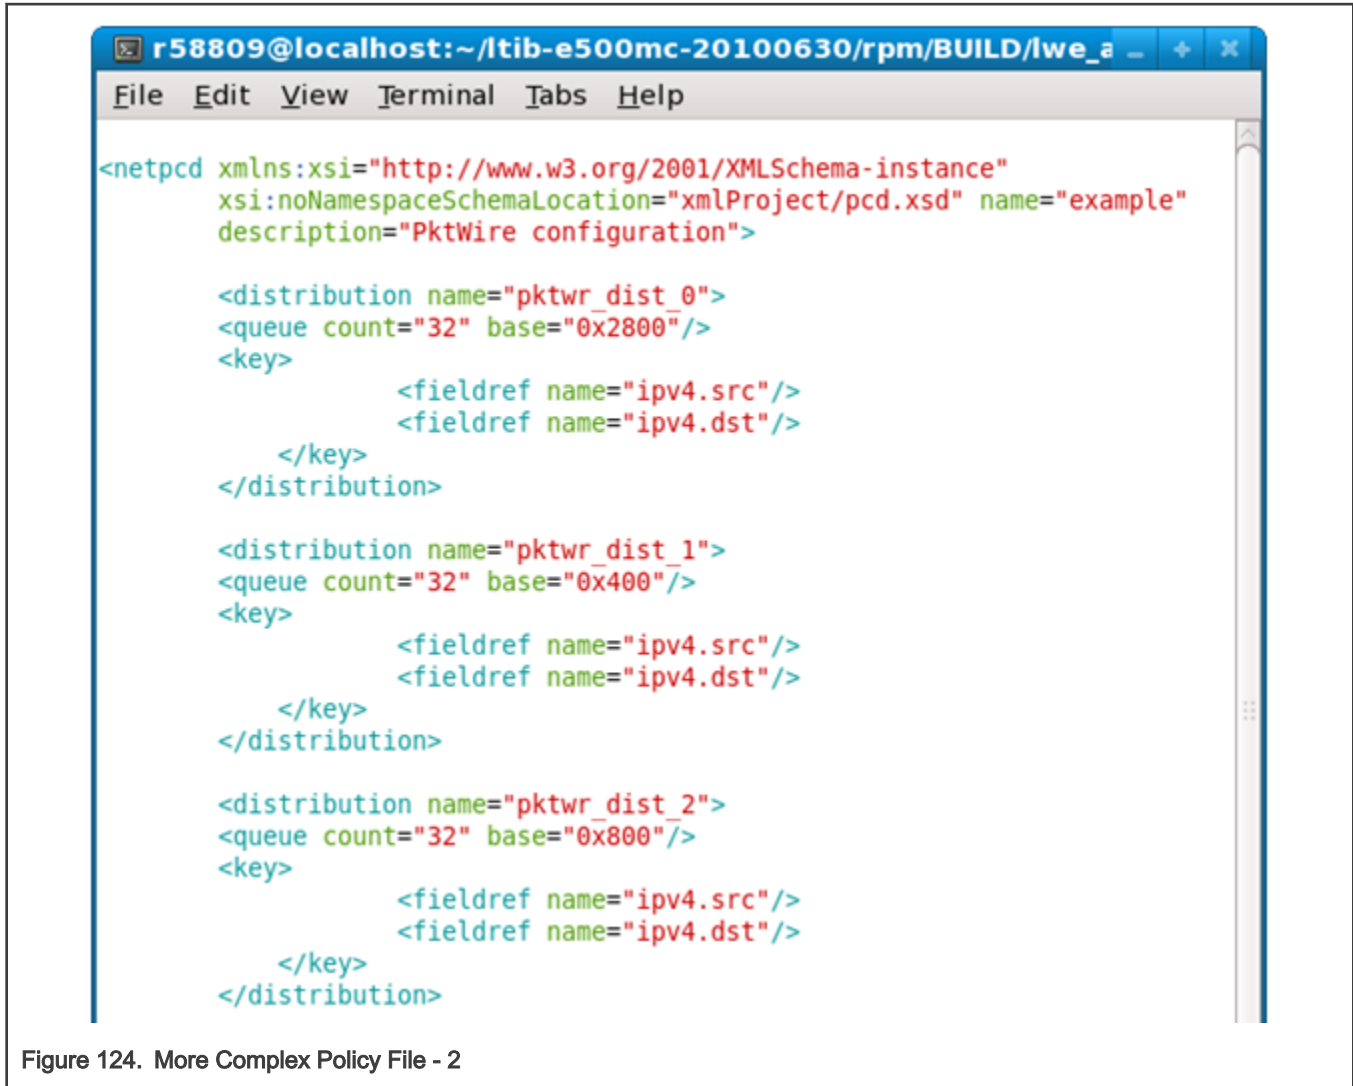 r58809@localhost:~/ltib-e500mc-20100630/rpm/BUILD/lwe_a
File Edit View Terminal Tabs Help
<netpcd xmlns:xsi="http://www.w3.org/2001/XMLSchema-instance"
xsi:noNamespaceSchemaLocation="xmlProject/pcd.xsd" name="example"
description="PktWire configuration">
<distribution name="pktwr_dist_0">
<queue count="32" base="0x2800"/>
<key>
<fieldref name="ipv4.src"/>
<fieldref name="ipv4.dst"/>
</key>
</distribution>
<distribution name="pktwr_dist_1">
<queue count="32" base="0x400"/>
<key>
<fieldref name="ipv4.src"/>
<fieldref name="ipv4.dst"/>
</key>
</distribution>
<distribution name="pktwr_dist_2">
<queue count="32" base="0x800"/>
<key>
<fieldref name="ipv4.src"/>
<fieldref name="ipv4.dst"/>
</key>
</distribution>
Figure 124. More Complex Policy File - 2